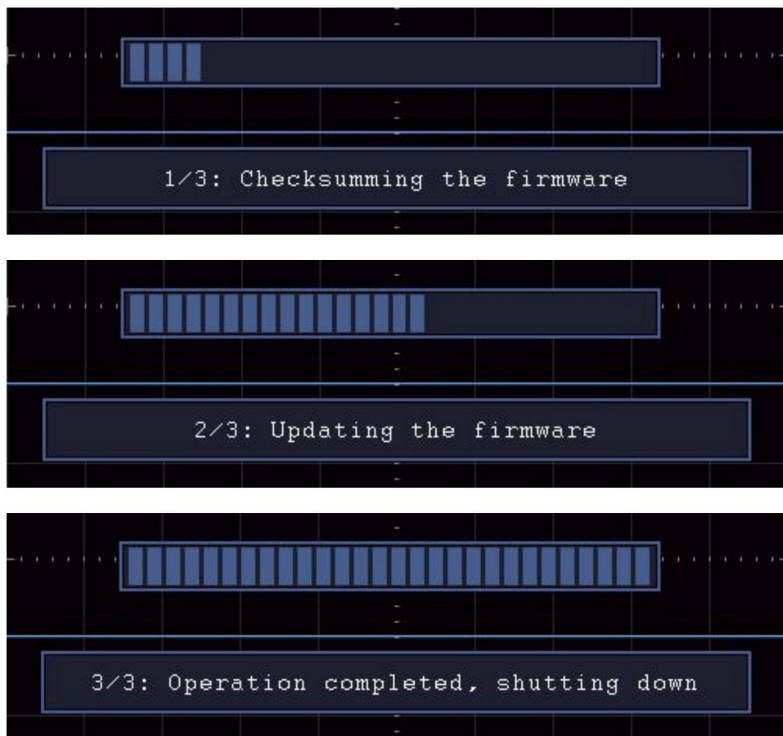 1/3: Checksumming the firmware
2/3: Updating the firmware
3/3: Operation completed, shutting down